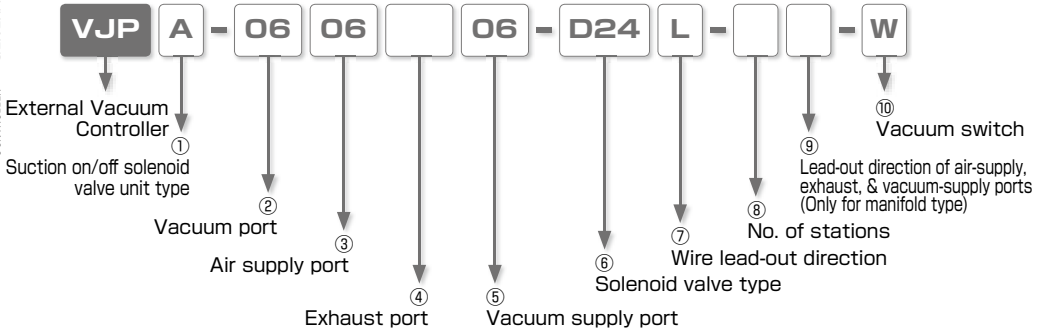 VJP A - 06 06 06 - D24 L - - W
External Vacuum
Controller
①
Suction on/off solenoid
valve unit type
②
Vacuum port
③
Air supply port
④
Exhaust port
⑤
Vacuum supply port
⑥
Solenoid valve type
⑦
Wire lead-out direction
⑧
No. of stations
⑨
Lead-out direction of air-supply,
exhaust, & vacuum-supply ports
(Only for manifold type)
⑩
Vacuum switch